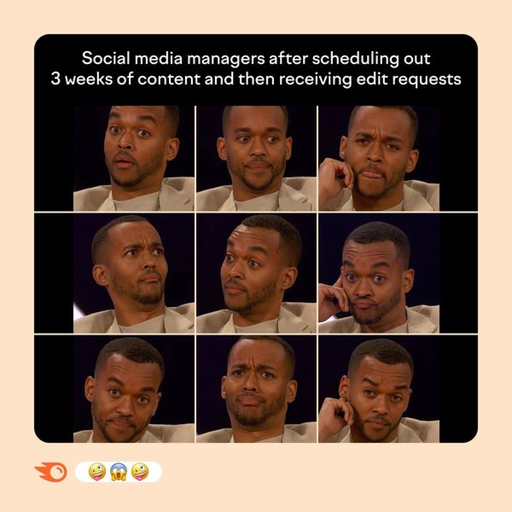 Social media managers after scheduling out
3 weeks of content and then receiving edit requests